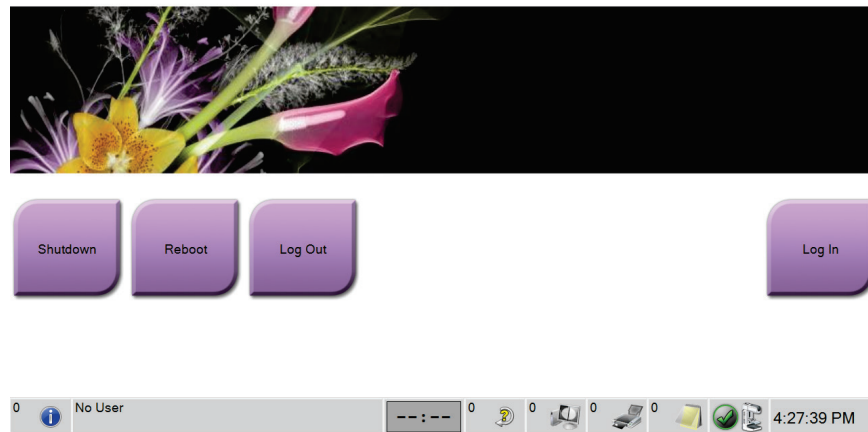 Shutdown
Reboot
Log Out
Log In
0
No User
--:--
0
0
0
0
4:27:39 PM